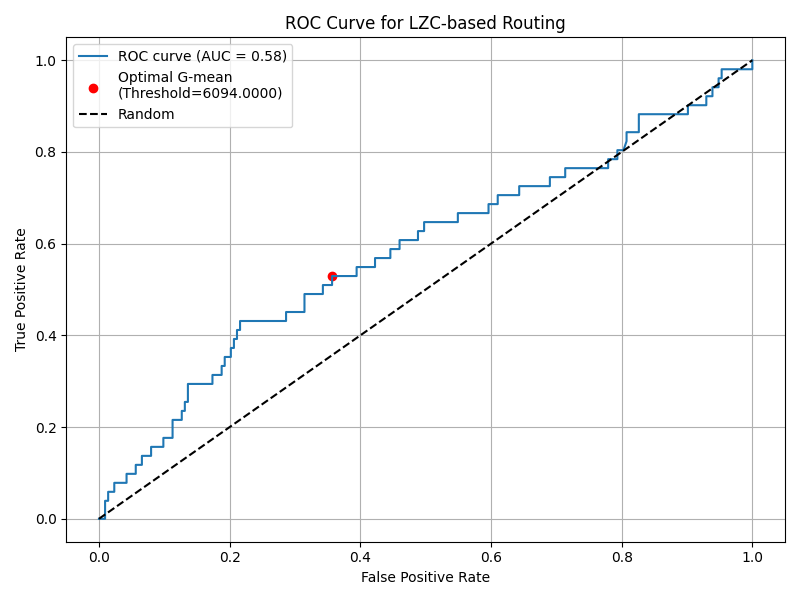 ROC Curve for LZC-based Routing
ROC curve (AUC = 0.58)
Optimal G-mean
(Threshold=6094.0000)
Random
True Positive Rate
1.0
0.8
0.6
0.4
0.2
0.0
0.0 0.2 0.4 0.6 0.8 1.0
False Positive Rate